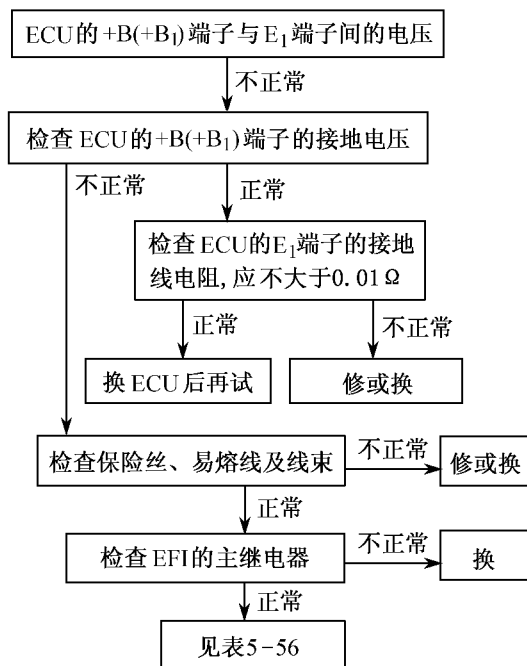 ECU的+B(+B₁)端子与E₁端子间的电压
不正常
检查ECU的+B(+B₁)端子的接地电压
不正常
正常
检查ECU的E₁端子的接地
线电阻,应不大于0.01Ω
正常
不正常
换ECU后再试
修或换
检查保险丝、易熔线及线束
不正常
修或换
正常
检查EFI的主继电器
不正常
换
正常
见表5-56